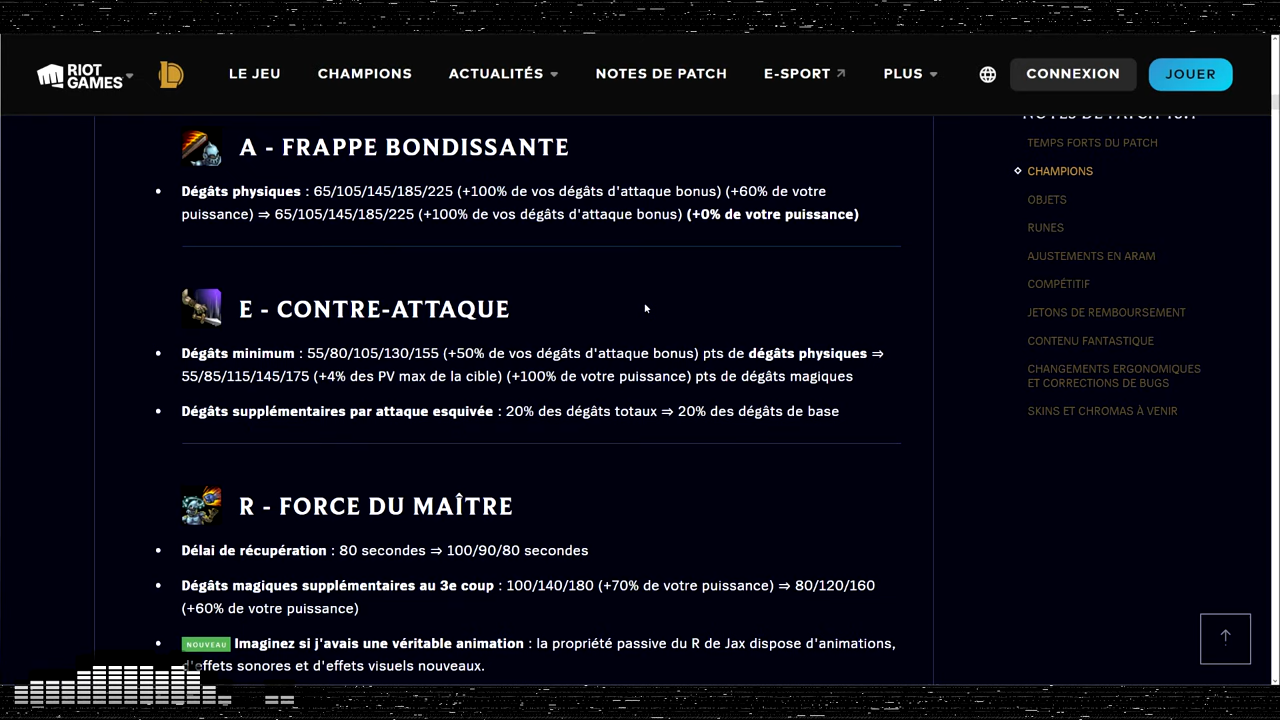 RIOT GAMES
LE JEU CHAMPIONS ACTUALITÉS NOTES DE PATCH E-SPORT PLUS CONNEXION JOUER
A - FRAPPE BONDISSANTE
• Dégâts physiques : 65/105/145/185/225 (+100% de vos dégâts d'attaque bonus) (+60% de votre
puissance) ⇒ 65/105/145/185/225 (+100% de vos dégâts d'attaque bonus) (+0% de votre puissance)
E - CONTRE-ATTAQUE
• Dégâts minimum : 55/80/105/130/155 (+50% de vos dégâts d'attaque bonus) pts de dégâts physiques ⇒
55/85/115/145/175 (+4% des PV max de la cible) (+100% de votre puissance) pts de dégâts magiques
• Dégâts supplémentaires par attaque esquivée : 20% des dégâts totaux ⇒ 20% des dégâts de base
R - FORCE DU MAÎTRE
• Délai de récupération : 80 secondes ⇒ 100/90/80 secondes
• Dégâts magiques supplémentaires au 3e coup : 100/140/180 (+70% de votre puissance) ⇒ 80/120/160
(+60% de votre puissance)
• NOUVEAU Imaginez si j'avais une véritable animation : la propriété passive du R de Jax dispose d'animations,
d'effets sonores et d'effets visuels nouveaux.
NOTES DE PATCH
TEMPS FORTS DU PATCH
CHAMPIONS
OBJETS
RUNES
AJUSTEMENTS EN ARAM
COMPÉTITIF
JETONS DE REMBOURSEMENT
CONTENU FANTASTIQUE
CHANGEMENTS ERGONOMIQUES
ET CORRECTIONS DE BUGS
SKINS ET CHROMAS À VENIR